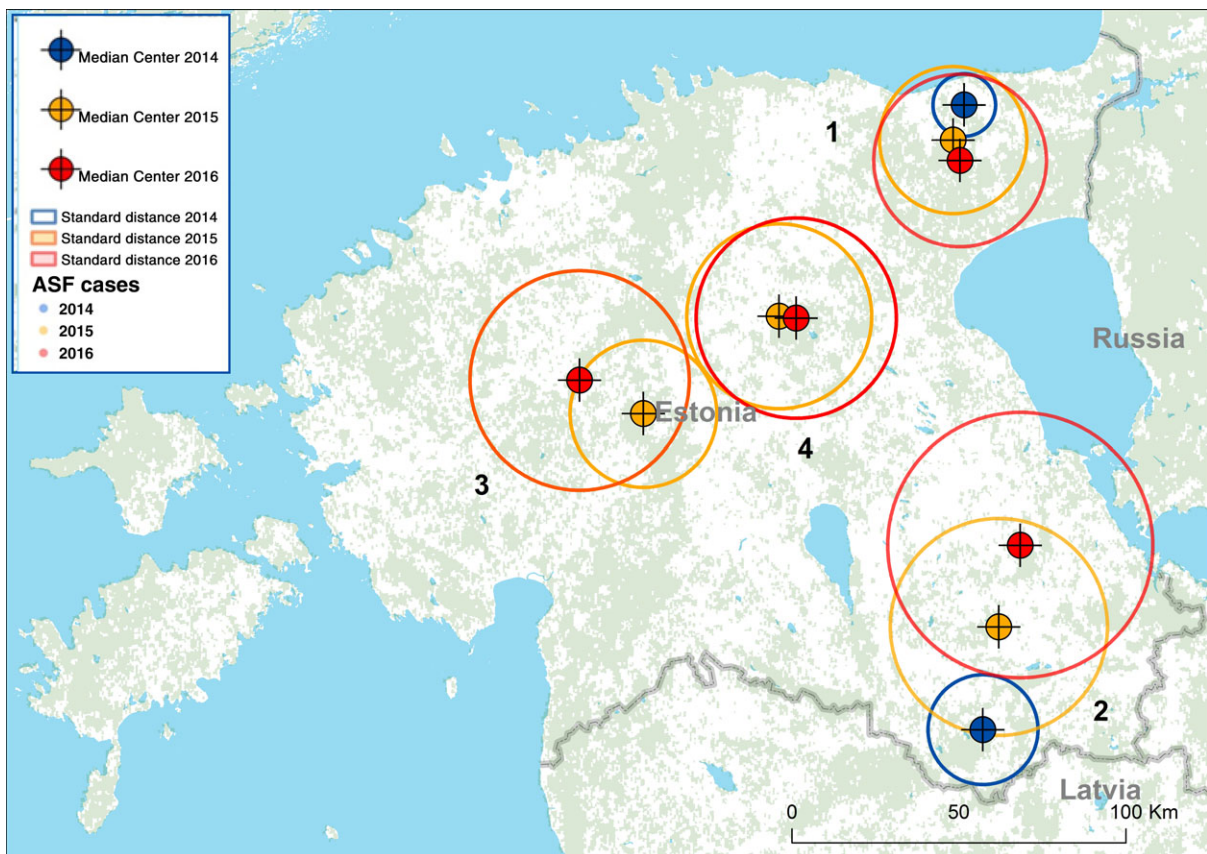 Median Center 2014
Median Center 2015
Median Center 2016
Standard distance 2014
Standard distance 2015
Standard distance 2016
ASF cases
2014
2015
2016
1
Russia
Estonia
3
4
2
Latvia
0 50 100 Km